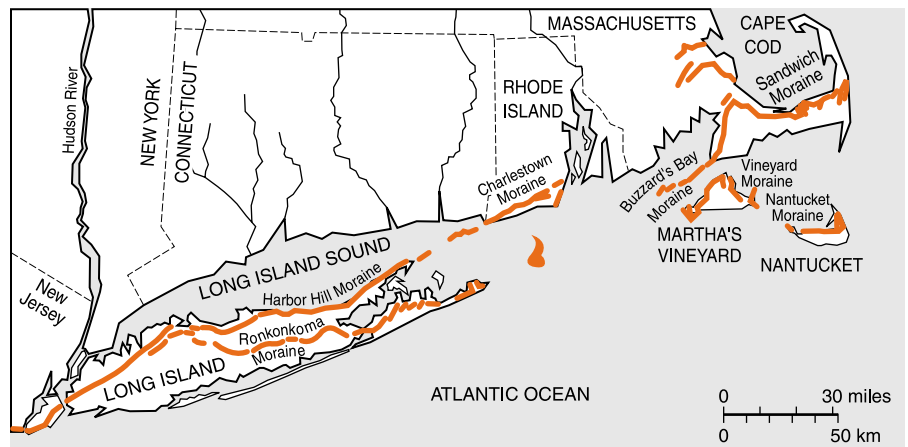 MASSACHUSETTS
CAPE
COD
Sandwich
Moraine
Hudson River
NEW YORK
CONNECTICUT
RHODE
ISLAND
Charlestown
Moraine
Buzzard's Bay
Moraine
Vineyard
Moraine
Nantucket
Moraine
MARTHA'S
VINEYARD
NANTUCKET
LONG ISLAND SOUND
New
Jersey
Harbor Hill Moraine
Ronkonkoma
Moraine
LONG ISLAND
ATLANTIC OCEAN
0 30 miles
0 50 km